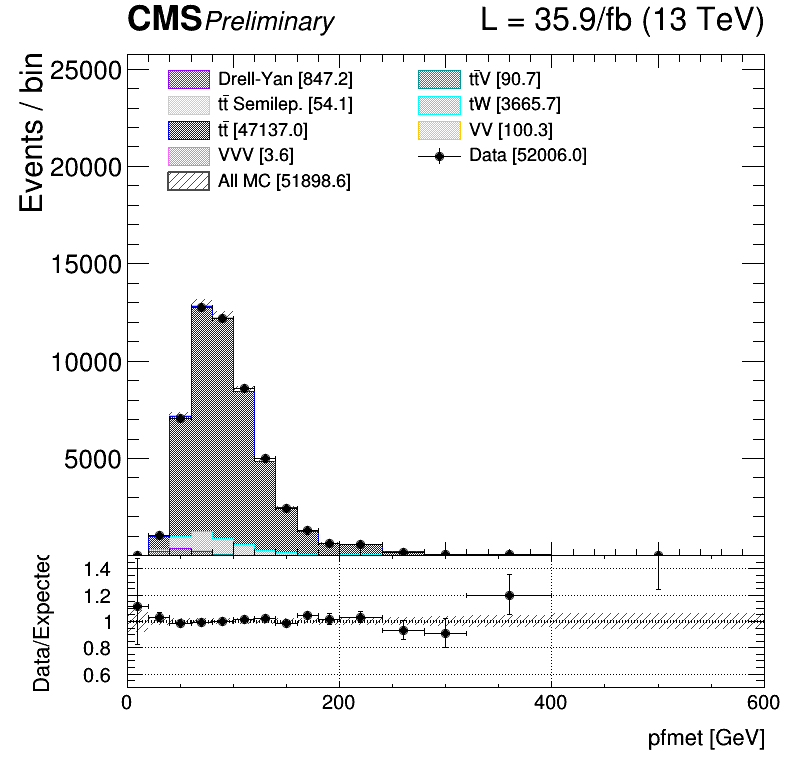 CMS Preliminary L = 35.9/fb (13 TeV)
Events / bin
25000
20000
15000
10000
5000
Drell-Yan [847.2]
tt̄ Semilep. [54.1]
tt̄ [47137.0]
VVV [3.6]
All MC [51898.6]
tt̄V [90.7]
tW [3665.7]
VV [100.3]
Data [52006.0]
Data/Expected
1.4
1.2
1
0.8
0.6
0 200 400 600
pfmet [GeV]